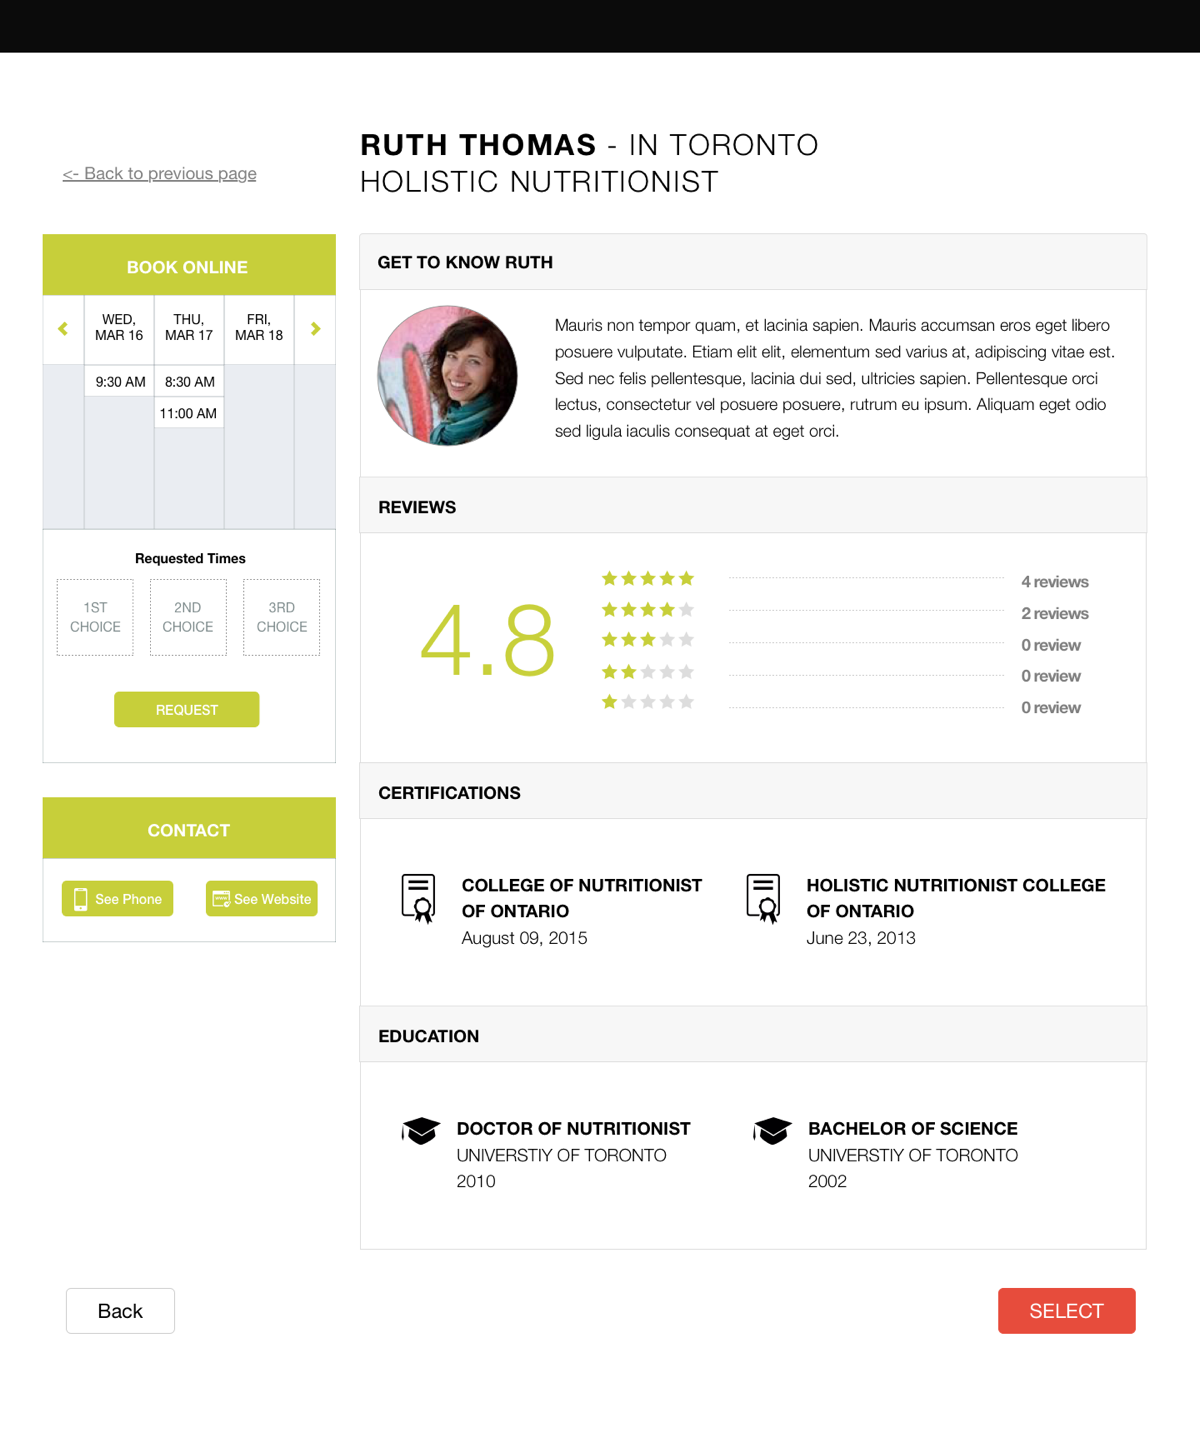 RUTH THOMAS - IN TORONTO
HOLISTIC NUTRITIONIST
<- Back to previous page
BOOK ONLINE
WED,
MAR 16
THU,
MAR 17
FRI,
MAR 18
9:30 AM
8:30 AM
11:00 AM
Requested Times
1ST
CHOICE
2ND
CHOICE
3RD
CHOICE
REQUEST
CONTACT
See Phone
See Website
GET TO KNOW RUTH
Mauris non tempor quam, et lacinia sapien. Mauris accumsan eros eget libero
posuere vulputate. Etiam elit elit, elementum sed varius at, adipiscing vitae est.
Sed nec felis pellentesque, lacinia dui sed, ultricies sapien. Pellentesque orci
lectus, consectetur vel posuere posuere, rutrum eu ipsum. Aliquam eget odio
sed ligula iaculis consequat at eget orci.
REVIEWS
4.8
4 reviews
2 reviews
0 review
0 review
0 review
CERTIFICATIONS
COLLEGE OF NUTRITIONIST
OF ONTARIO
August 09, 2015
HOLISTIC NUTRITIONIST COLLEGE
OF ONTARIO
June 23, 2013
EDUCATION
DOCTOR OF NUTRITIONIST
UNIVERSTIY OF TORONTO
2010
BACHELOR OF SCIENCE
UNIVERSTIY OF TORONTO
2002
Back
SELECT